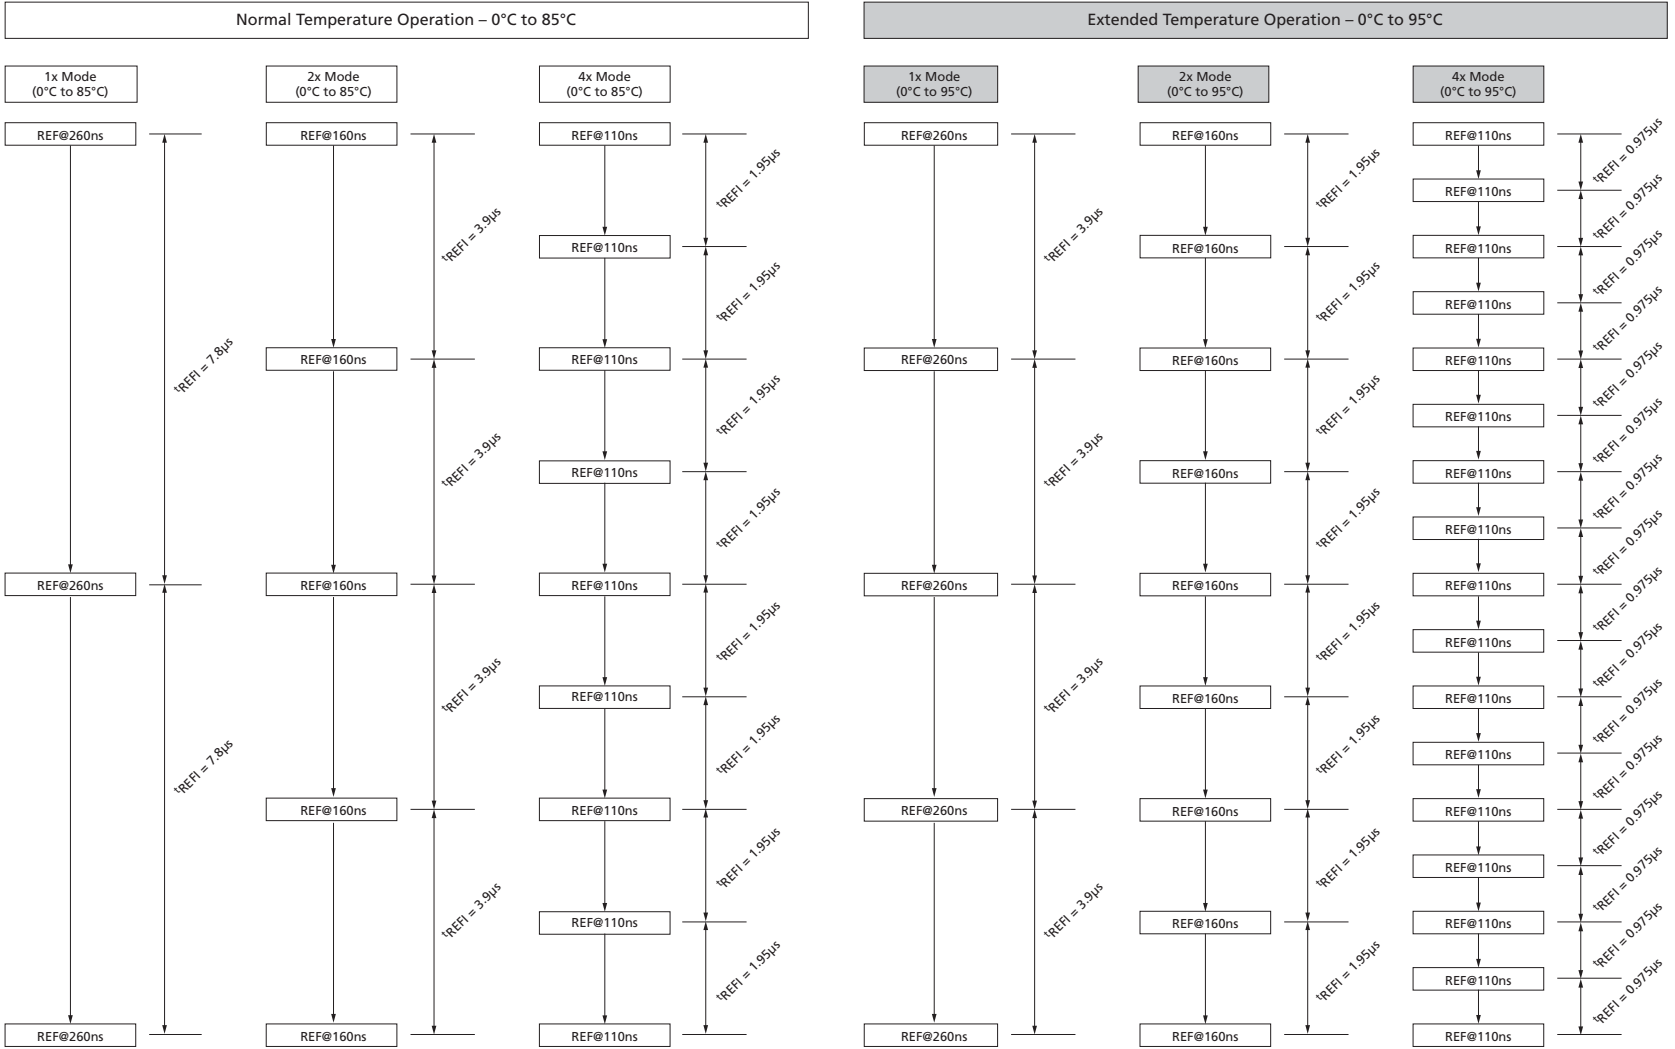 Normal Temperature Operation – 0°C to 85°C
1x Mode
(0°C to 85°C)
REF@260ns
tREFI = 7.8µs
REF@260ns
tREFI = 7.8µs
REF@260ns
2x Mode
(0°C to 85°C)
REF@160ns
tREFI = 3.9µs
REF@160ns
tREFI = 3.9µs
REF@160ns
tREFI = 3.9µs
REF@160ns
tREFI = 3.9µs
REF@160ns
4x Mode
(0°C to 85°C)
REF@110ns
tREFI = 1.95µs
REF@110ns
tREFI = 1.95µs
REF@110ns
tREFI = 1.95µs
REF@110ns
tREFI = 1.95µs
REF@110ns
tREFI = 1.95µs
REF@110ns
tREFI = 1.95µs
REF@110ns
tREFI = 1.95µs
REF@110ns
tREFI = 1.95µs
REF@110ns
Extended Temperature Operation – 0°C to 95°C
1x Mode
(0°C to 95°C)
REF@260ns
tREFI = 3.9µs
REF@260ns
tREFI = 3.9µs
REF@260ns
tREFI = 3.9µs
REF@260ns
tREFI = 3.9µs
REF@260ns
2x Mode
(0°C to 95°C)
REF@160ns
tREFI = 1.95µs
REF@160ns
tREFI = 1.95µs
REF@160ns
tREFI = 1.95µs
REF@160ns
tREFI = 1.95µs
REF@160ns
tREFI = 1.95µs
REF@160ns
tREFI = 1.95µs
REF@160ns
tREFI = 1.95µs
REF@160ns
tREFI = 1.95µs
REF@160ns
4x Mode
(0°C to 95°C)
REF@110ns
tREFI = 0.975µs
REF@110ns
tREFI = 0.975µs
REF@110ns
tREFI = 0.975µs
REF@110ns
tREFI = 0.975µs
REF@110ns
tREFI = 0.975µs
REF@110ns
tREFI = 0.975µs
REF@110ns
tREFI = 0.975µs
REF@110ns
tREFI = 0.975µs
REF@110ns
tREFI = 0.975µs
REF@110ns
tREFI = 0.975µs
REF@110ns
tREFI = 0.975µs
REF@110ns
tREFI = 0.975µs
REF@110ns
tREFI = 0.975µs
REF@110ns
tREFI = 0.975µs
REF@110ns
tREFI = 0.975µs
REF@110ns
tREFI = 0.975µs
REF@110ns